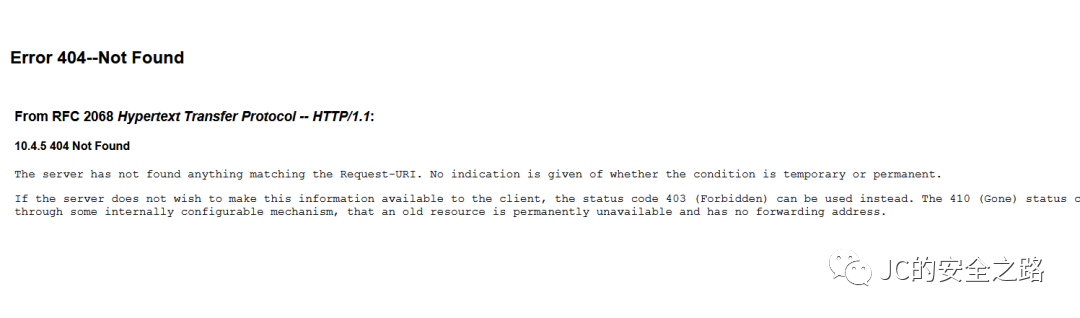 Error 404--Not Found
From RFC 2068 Hypertext Transfer Protocol -- HTTP/1.1:
10.4.5 404 Not Found
The server has not found anything matching the Request-URI. No indication is given of whether the condition is temporary or permanent.
If the server does not wish to make this information available to the client, the status code 403 (Forbidden) can be used instead. The 410 (Gone) status
through some internally configurable mechanism, that an old resource is permanently unavailable and has no forwarding address.
JC的安全之路